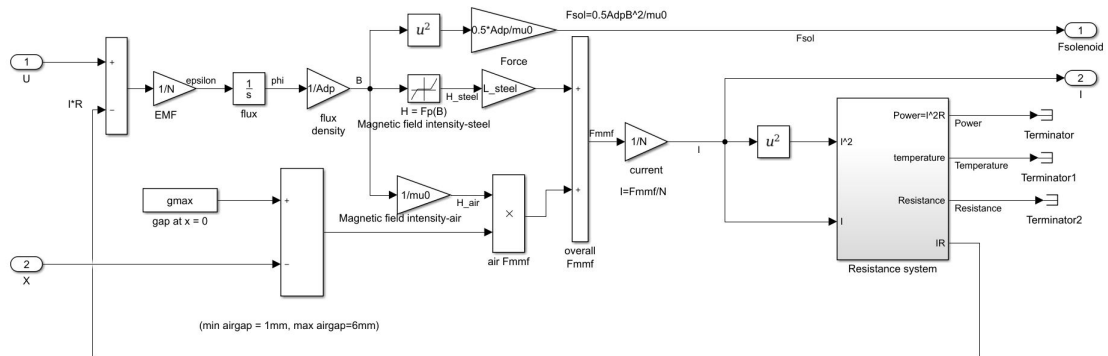 Fsol=0.5AdpB^2/mu0
u²
0.5*Adp/mu0
Force
Fsol
1
Fsolenoid
1
U
+
I*R
−
1/N
EMF
epsilon
1
s
flux
phi
1/Adp
flux
density
B
H = Fp(B)
Magnetic field intensity-steel
H_steel
L_steel
+
2
I
Fmmf
1/N
current
I=Fmmf/N
I
u²
I^2
I
Power=I^2R
temperature
Resistance
IR
Resistance system
Power
Temperature
Resistance
Terminator
Terminator1
Terminator2
gmax
gap at x = 0
+
−
1/mu0
Magnetic field intensity-air
H_air
×
air Fmmf
+
overall
Fmmf
2
X
(min airgap = 1mm, max airgap=6mm)